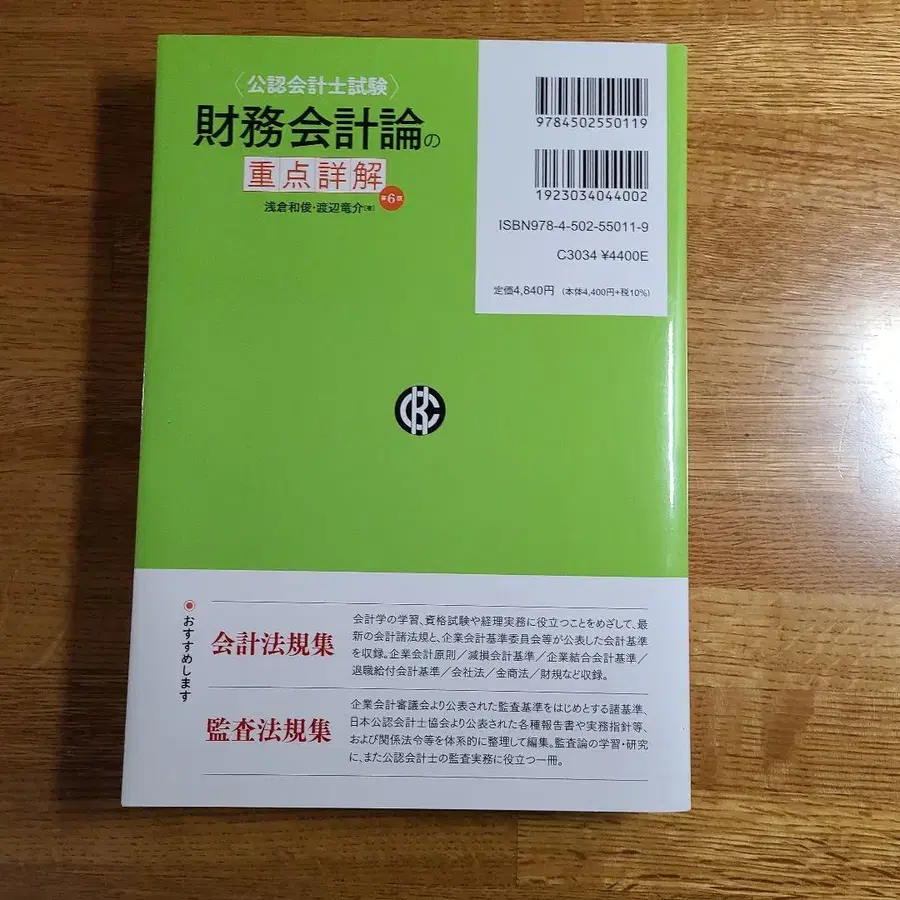 〈公認会計士試験〉
財務会計論の
重点詳解
第6版
浅倉和俊・渡辺竜介[著]
9784502550119
1923034044002
ISBN978-4-502-55011-9
C3034 ¥4400E
定価4,840円 (本体4,400円+税10%)
おすすめします
会計法規集
会計学の学習、資格試験や経理実務に役立つことをめざして、最
新の会計諸法規と、企業会計基準委員会等が公表した会計基準
を収録。企業会計原則/減損会計基準/企業結合会計基準/
退職給付会計基準/会社法/金商法/財規など収録。
監査法規集
企業会計審議会より公表された監査基準をはじめとする諸基準、
日本公認会計士協会より公表された各種報告書や実務指針等、
および関係法令等を体系的に整理して編集。監査論の学習・研究
に、また公認会計士の監査実務に役立つ一冊。